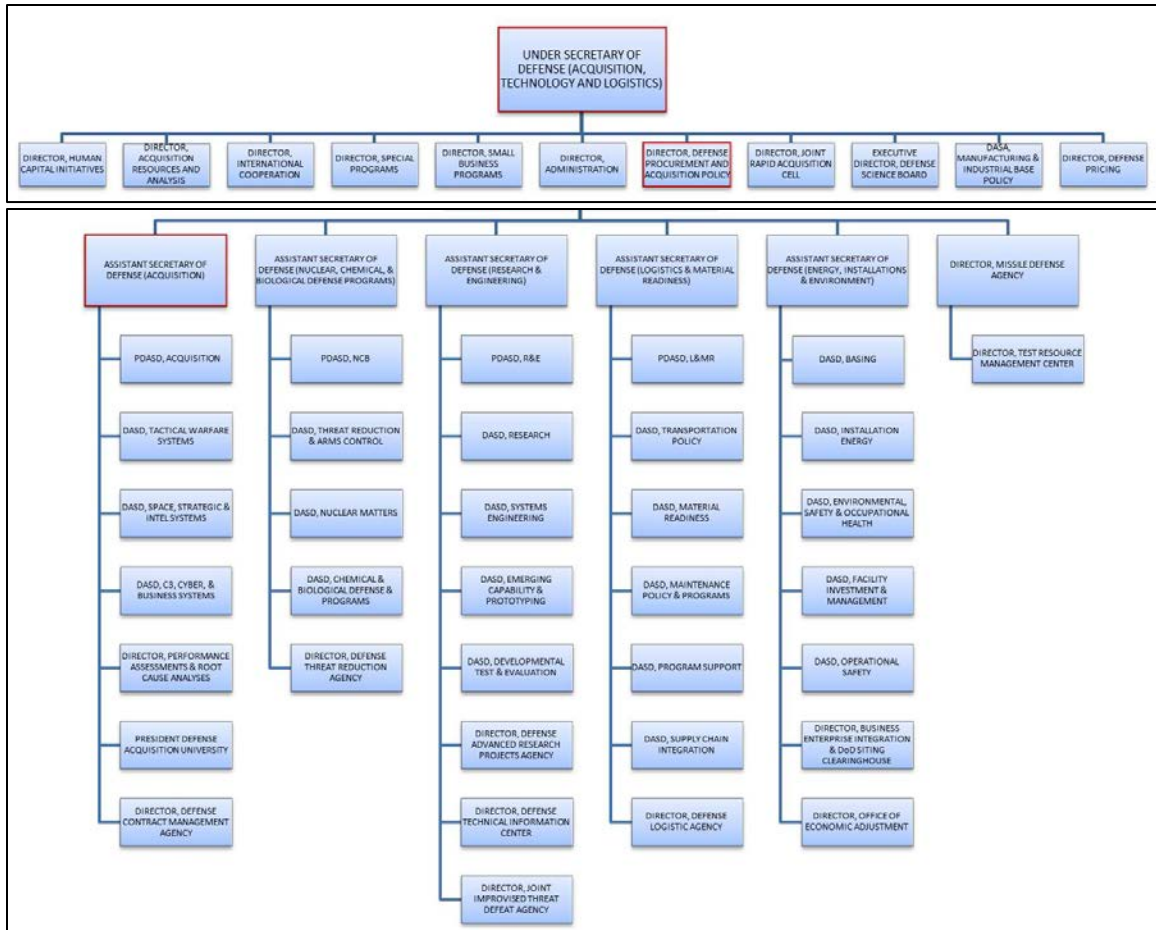 UNDER SECRETARY OF
DEFENSE (ACQUISITION,
TECHNOLOGY AND LOGISTICS)
DIRECTOR, HUMAN
CAPITAL INITIATIVES
DIRECTOR,
ACQUISITION
RESOURCES AND
ANALYSIS
DIRECTOR,
INTERNATIONAL
COOPERATION
DIRECTOR, SPECIAL
PROGRAMS
DIRECTOR, SMALL
BUSINESS
PROGRAMS
DIRECTOR,
ADMINISTRATION
DIRECTOR, DEFENSE
PROCUREMENT AND
ACQUISITION POLICY
DIRECTOR, JOINT
RAPID ACQUISITION
CELL
EXECUTIVE
DIRECTOR, DEFENSE
SCIENCE BOARD
DASA,
MANUFACTURING &
INDUSTRIAL BASE
POLICY
DIRECTOR, DEFENSE
PRICING
ASSISTANT SECRETARY OF
DEFENSE (ACQUISITION)
PDASD, ACQUISITION
DASD, TACTICAL WARFARE
SYSTEMS
DASD, SPACE, STRATEGIC &
INTEL SYSTEMS
DASD, C3, CYBER, &
BUSINESS SYSTEMS
DIRECTOR, PERFORMANCE
ASSESSMENTS & ROOT
CAUSE ANALYSES
PRESIDENT DEFENSE
ACQUISITION UNIVERSITY
DIRECTOR, DEFENSE
CONTRACT MANAGEMENT
AGENCY
ASSISTANT SECRETARY OF
DEFENSE (NUCLEAR, CHEMICAL, &
BIOLOGICAL DEFENSE PROGRAMS)
PDASD, NCB
DASD, THREAT REDUCTION
& ARMS CONTROL
DASD, NUCLEAR MATTERS
DASD, CHEMICAL &
BIOLOGICAL DEFENSE &
PROGRAMS
DIRECTOR, DEFENSE
THREAT REDUCTION
AGENCY
ASSISTANT SECRETARY OF
DEFENSE (RESEARCH &
ENGINEERING)
PDASD, R&E
DASD, RESEARCH
DASD, SYSTEMS
ENGINEERING
DASD, EMERGING
CAPABILITY &
PROTOTYPING
DASD, DEVELOPMENTAL
TEST & EVALUATION
DIRECTOR, DEFENSE
ADVANCED RESEARCH
PROJECTS AGENCY
DIRECTOR, DEFENSE
TECHNICAL INFORMATION
CENTER
DIRECTOR, JOINT
IMPROVISED THREAT
DEFEAT AGENCY
ASSISTANT SECRETARY OF
DEFENSE (LOGISTICS & MATERIAL
READINESS)
PDASD, L&MR
DASD, TRANSPORTATION
POLICY
DASD, MATERIAL
READINESS
DASD, MAINTENANCE
POLICY & PROGRAMS
DASD, PROGRAM SUPPORT
DASD, SUPPLY CHAIN
INTEGRATION
DIRECTOR, DEFENSE
LOGISTIC AGENCY
ASSISTANT SECRETARY OF
DEFENSE (ENERGY, INSTALLATIONS
& ENVIRONMENT)
DASD, BASING
DASD, INSTALLATION
ENERGY
DASD, ENVIRONMENTAL,
SAFETY & OCCUPATIONAL
HEALTH
DASD, FACILITY
INVESTMENT &
MANAGEMENT
DASD, OPERATIONAL
SAFETY
DIRECTOR, BUSINESS
ENTERPRISE INTEGRATION
& DoD SITING
CLEARINGHOUSE
DIRECTOR, OFFICE OF
ECONOMIC ADJUSTMENT
DIRECTOR, MISSILE DEFENSE
AGENCY
DIRECTOR, TEST RESOURCE
MANAGEMENT CENTER